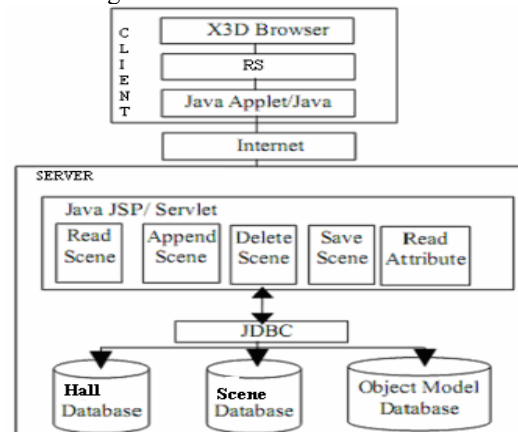 CLIENT
X3D Browser
RS
Java Applet/Java
Internet
SERVER
Java JSP/ Servlet
Read Scene
Append Scene
Delete Scene
Save Scene
Read Attribute
JDBC
Hall Database
Scene Database
Object Model Database